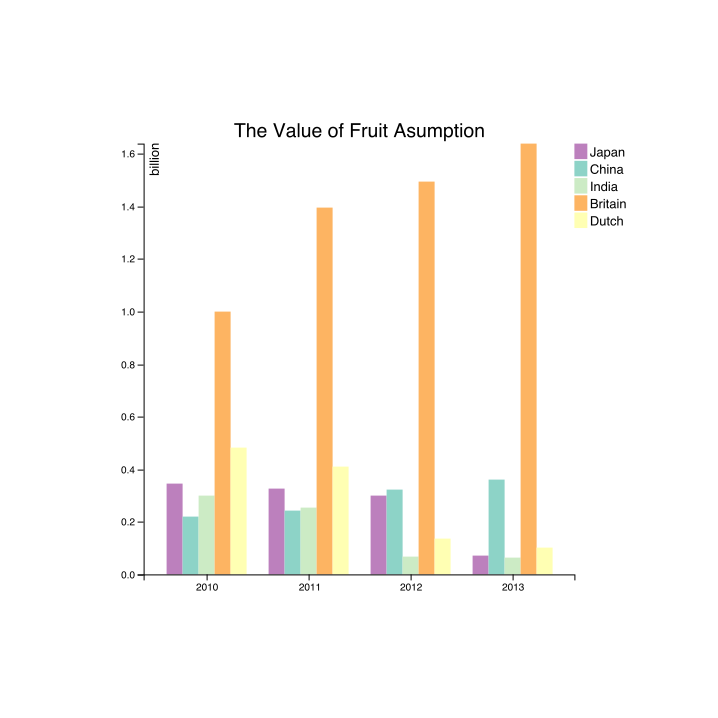 The Value of Fruit Asumption
billion
1.6
1.4
1.2
1.0
0.8
0.6
0.4
0.2
0.0
2010 2011 2012 2013
Japan
China
India
Britain
Dutch